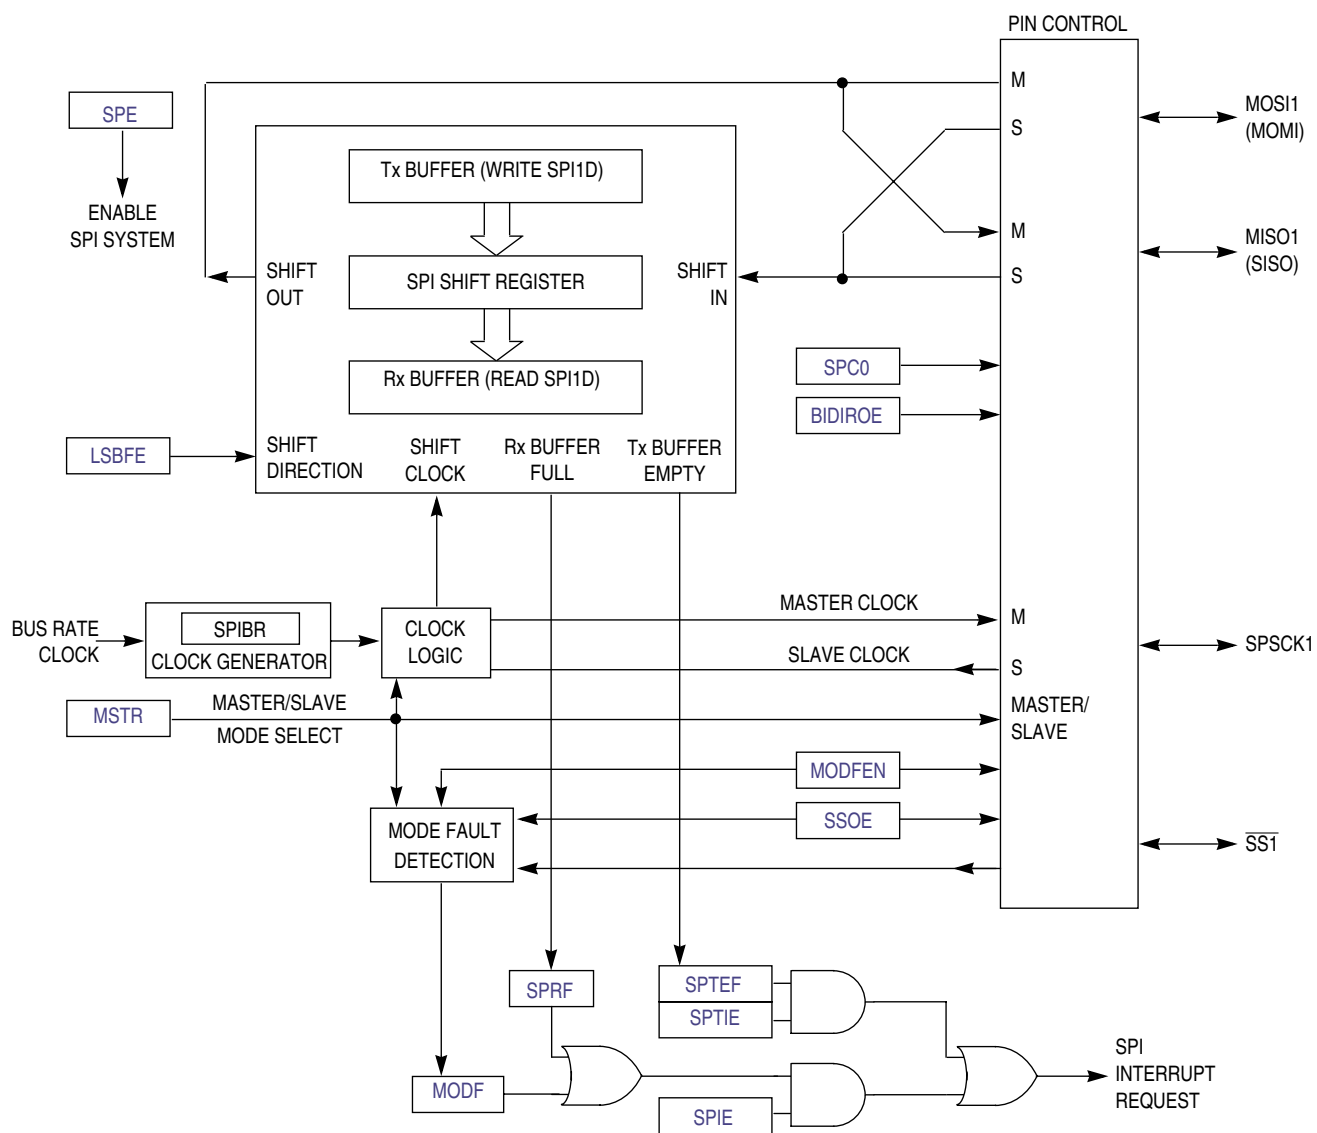 PIN CONTROL
M
SPE
MOSI1
(MOMI)
S
Tx BUFFER (WRITE SPI1D)
ENABLE
SPI SYSTEM
M
MISO1
(SISO)
SHIFT
OUT
SPI SHIFT REGISTER
SHIFT
IN
S
SPC0
Rx BUFFER (READ SPI1D)
BIDIROE
LSBFE
SHIFT
DIRECTION
SHIFT
CLOCK
Rx BUFFER
FULL
Tx BUFFER
EMPTY
MASTER CLOCK
M
BUS RATE
CLOCK
SPIBR
CLOCK GENERATOR
CLOCK
LOGIC
SPSCK1
SLAVE CLOCK
S
MSTR
MASTER/SLAVE
MODE SELECT
MASTER/
SLAVE
MODFEN
SSOE
MODE FAULT
DETECTION
SS1
SPRF
SPTEF
SPTIE
MODF
SPIE
SPI
INTERRUPT
REQUEST